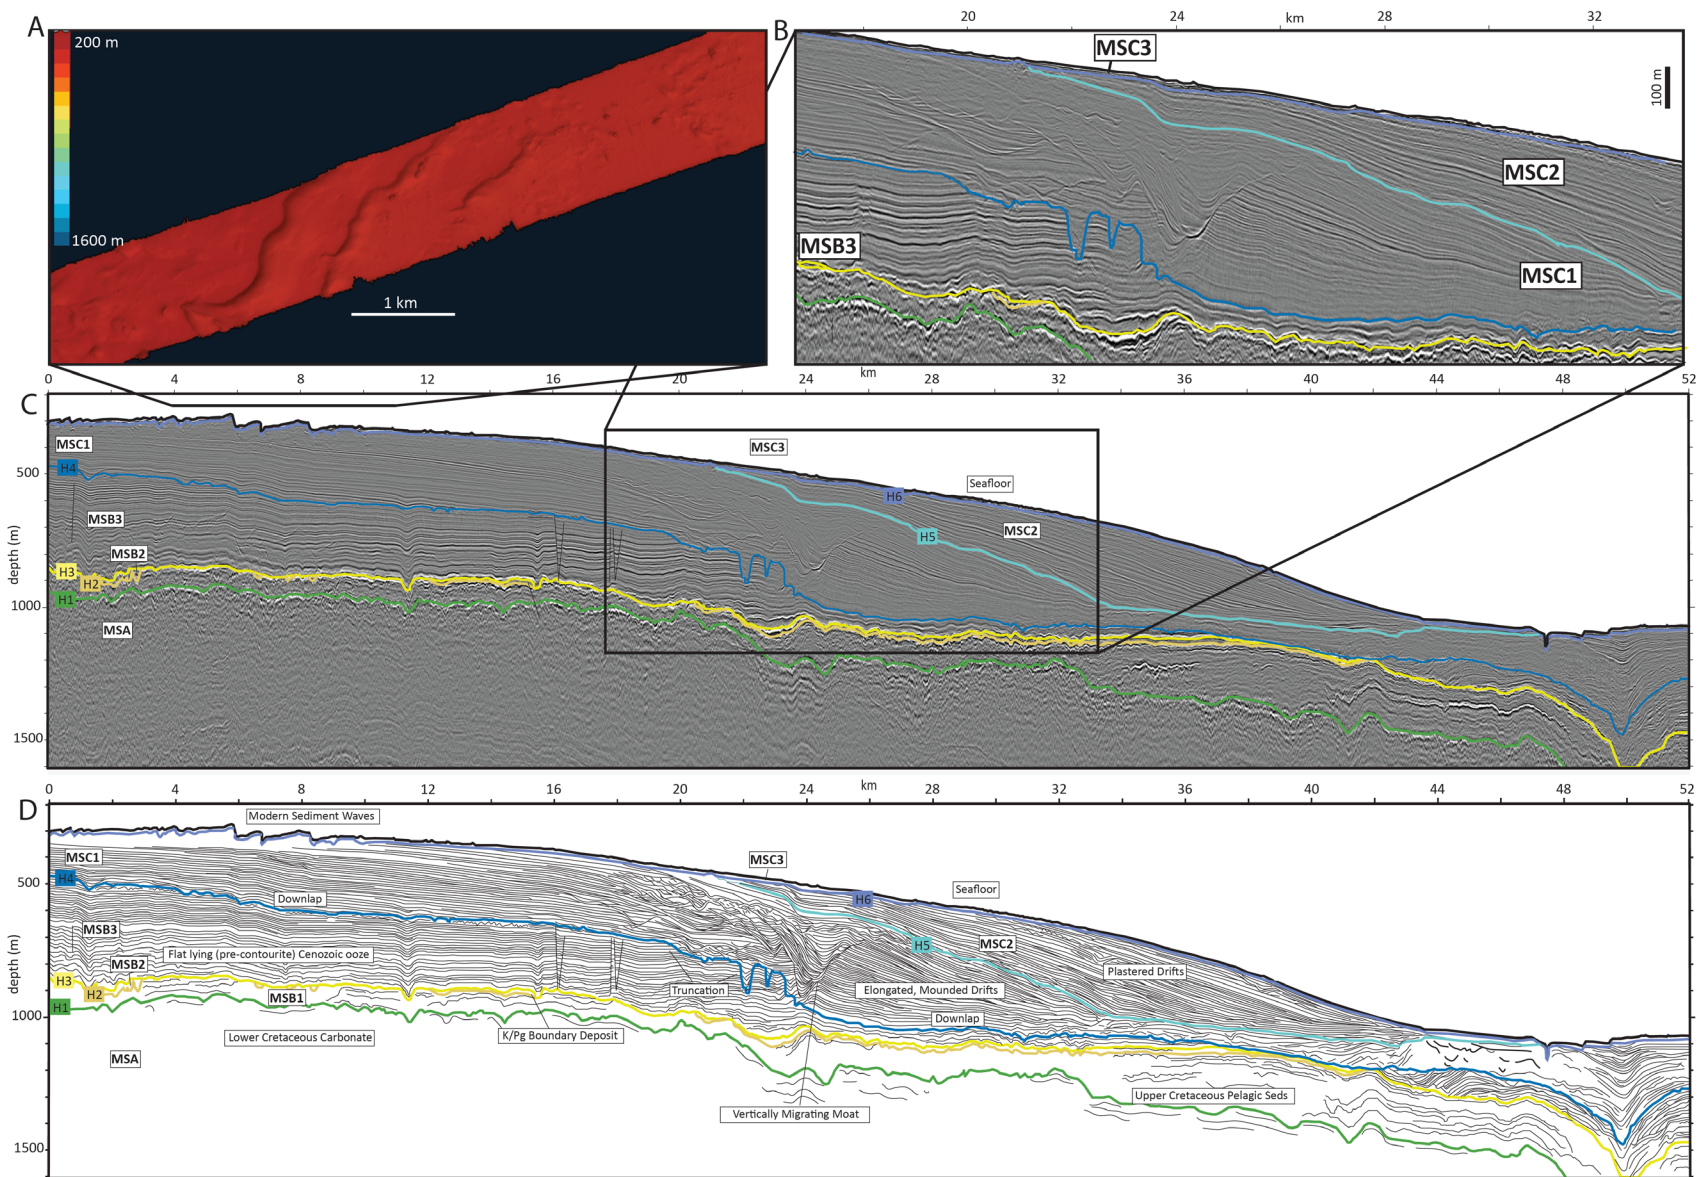 A
200 m
1600 m
1 km
B
20
24
km
28
32
MSC3
100 m
MSC2
MSB3
MSC1
0
4
8
12
16
20
24
km
28
32
36
40
44
48
52
C
MSC1
H4
500
MSC3
Seafloor
H6
MSB3
MSC2
H5
MSB2
H3
H2
H1
1000
MSA
depth (m)
1500
0
4
8
12
16
20
24
km
28
32
36
40
44
48
52
D
Modern Sediment Waves
MSC1
MSC3
H4
500
Seafloor
H6
Downlap
MSB3
H5
MSC2
Flat lying (pre-contourite) Cenozoic ooze
MSB2
Plastered Drifts
H3
H2
MSB1
Truncation
Elongated, Mounded Drifts
H1
1000
Downlap
Lower Cretaceous Carbonate
K/Pg Boundary Deposit
MSA
depth (m)
Upper Cretaceous Pelagic Seds
Vertically Migrating Moat
1500